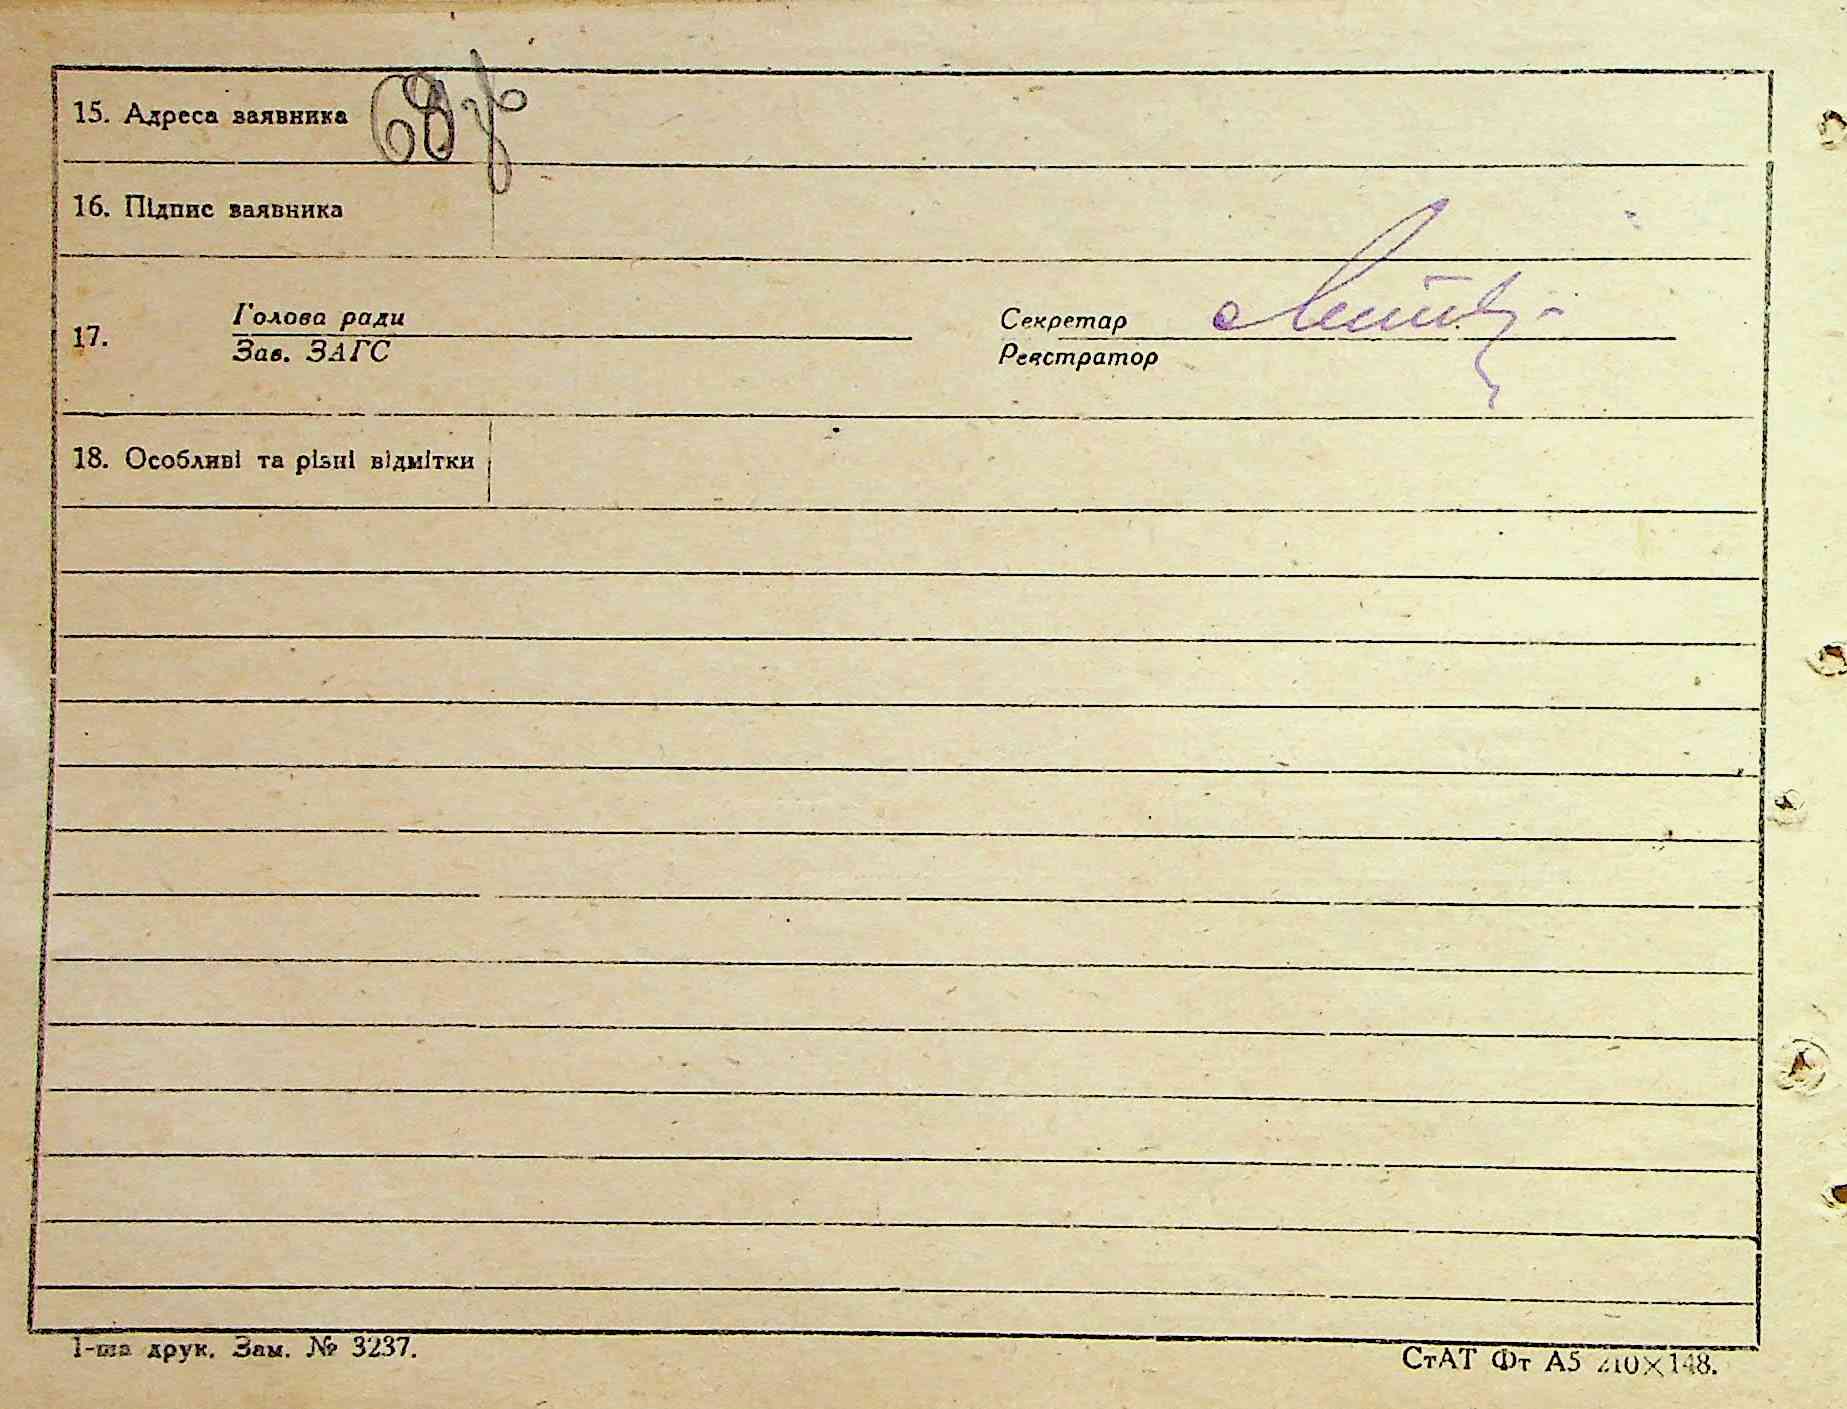 15. Адреса заявника
16. Підпис заявника
17. Голова ради
Зав. ЗАГС
Секретар
Реєстратор
18. Особливі та різні відмітки
1-ша друк. Зам. № 3237.
СтАТ Фт А5 210×148.